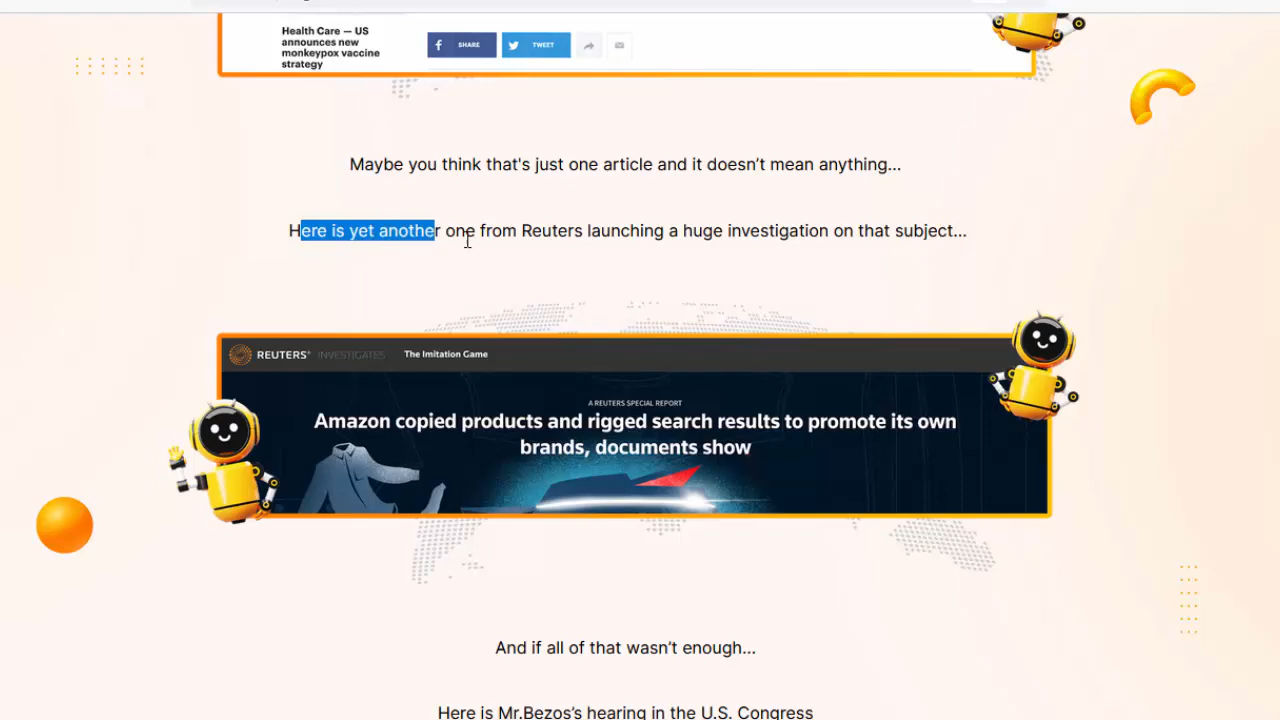 Health Care — US
announces new
monkeypox vaccine
strategy
SHARE
TWEET
Maybe you think that's just one article and it doesn’t mean anything...
Here is yet another one from Reuters launching a huge investigation on that subject...
REUTERS INVESTIGATES The Imitation Game
A REUTERS SPECIAL REPORT
Amazon copied products and rigged search results to promote its own
brands, documents show
And if all of that wasn’t enough...
Here is Mr.Bezos’s hearing in the U.S. Congress